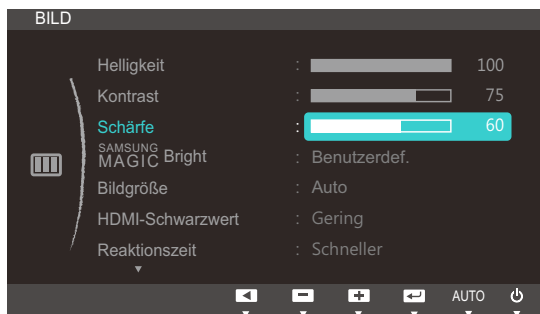 BILD
Helligkeit : 100
Kontrast : 75
Schärfe : 60
SAMSUNG MAGIC Bright : Benutzerdef.
Bildgröße : Auto
HDMI-Schwarzwert : Gering
Reaktionszeit : Schneller
AUTO